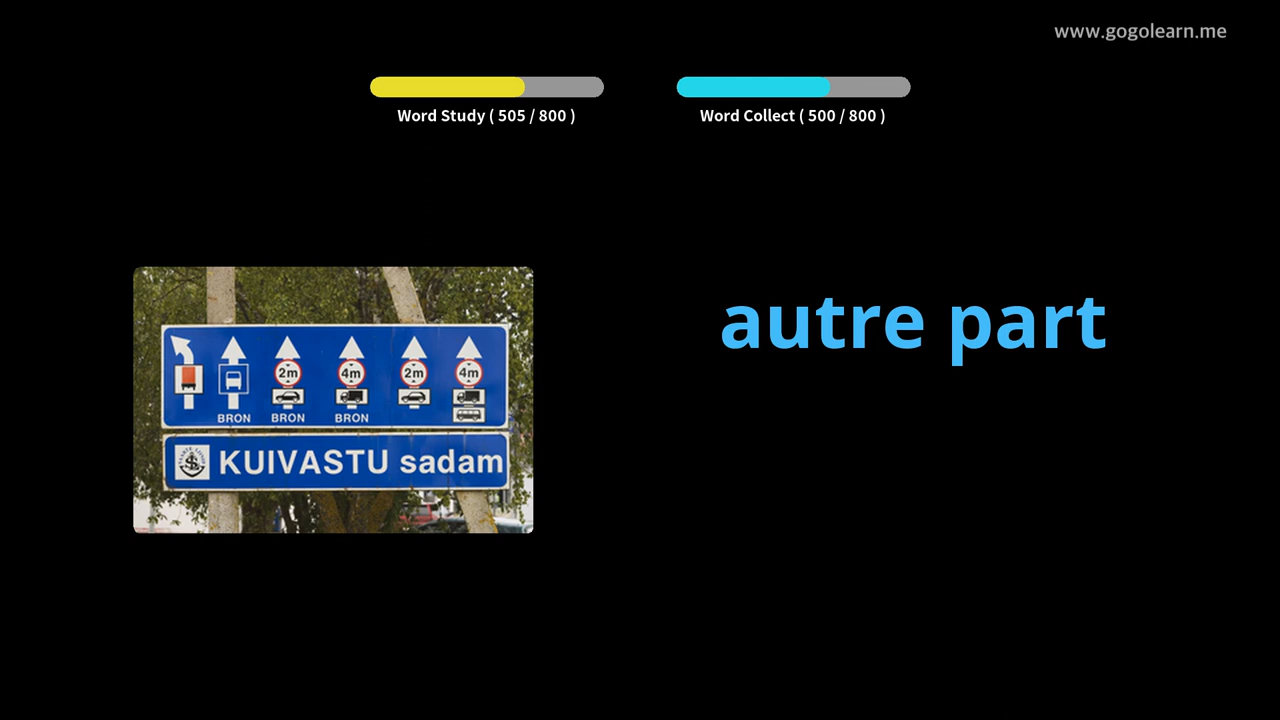 www.gogolearn.me
Word Study ( 505 / 800 )
Word Collect ( 500 / 800 )
autre part
2m 4m 2m 4m
BRON BRON BRON
KUIVASTU sadam